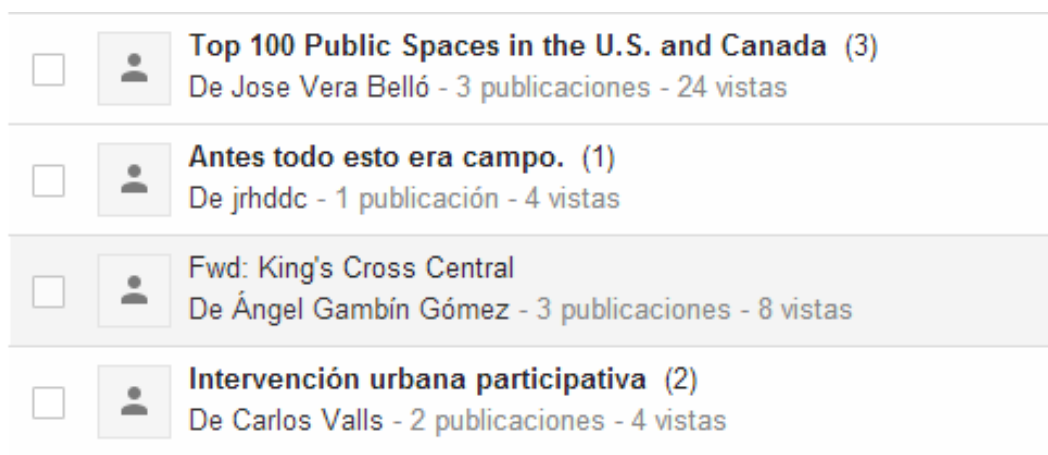 Top 100 Public Spaces in the U.S. and Canada (3)
De Jose Vera Belló - 3 publicaciones - 24 vistas
Antes todo esto era campo. (1)
De jrhddc - 1 publicación - 4 vistas
Fwd: King's Cross Central
De Ángel Gambín Gómez - 3 publicaciones - 8 vistas
Intervención urbana participativa (2)
De Carlos Valls - 2 publicaciones - 4 vistas